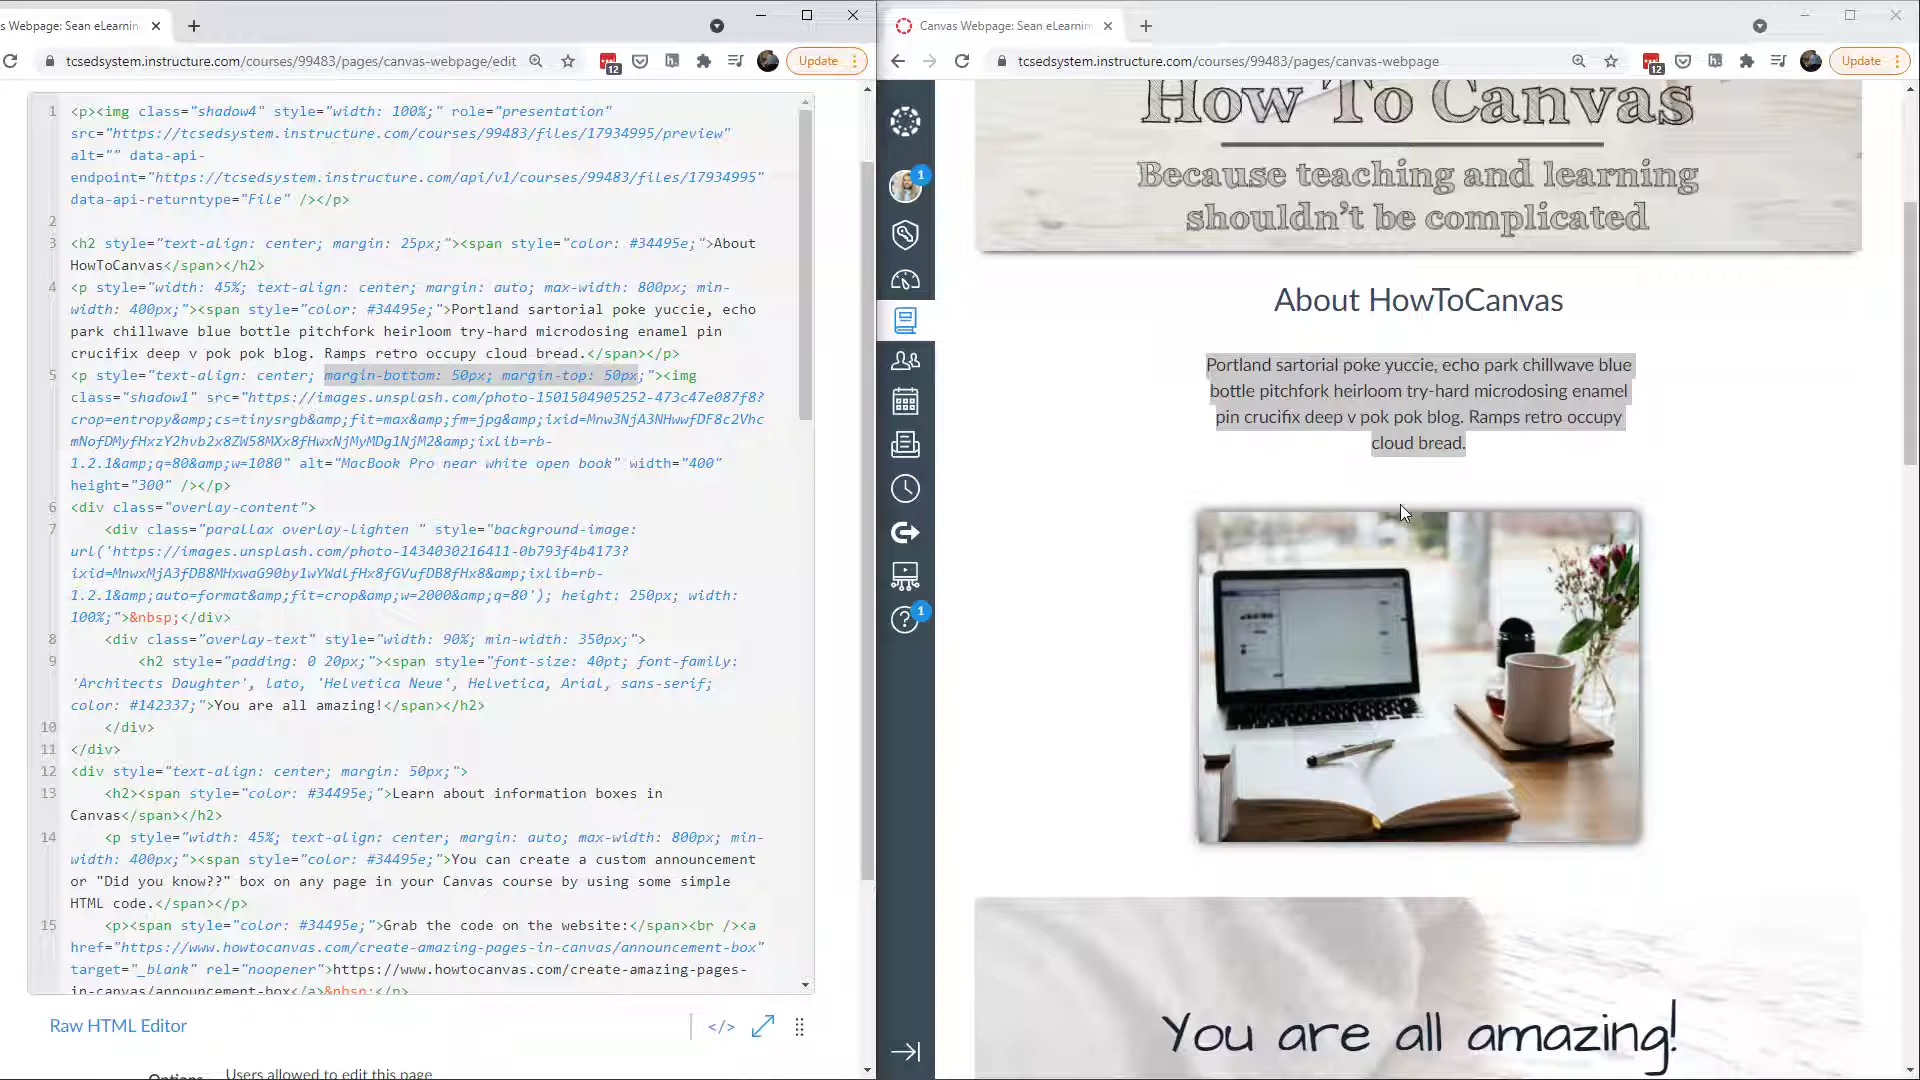 s Webpage: Sean eLearnin
tcsedsystem.instructure.com/courses/99483/pages/canvas-webpage/edit
12
Update
1 <p><img class="shadow4" style="width: 100%;" role="presentation"
src="https://tcsedsystem.instructure.com/courses/99483/files/17934995/preview"
alt="" data-api-
endpoint="https://tcsedsystem.instructure.com/api/v1/courses/99483/files/17934995"
data-api-returntype="File" /></p>
2
3 <h2 style="text-align: center; margin: 25px;"><span style="color: #34495e;">About
HowToCanvas</span></h2>
4 <p style="width: 45%; text-align: center; margin: auto; max-width: 800px; min-
width: 400px;"><span style="color: #34495e;">Portland sartorial poke yuccie, echo
park chillwave blue bottle pitchfork heirloom try-hard microdosing enamel pin
crucifix deep v pok pok blog. Ramps retro occupy cloud bread.</span></p>
5 <p style="text-align: center; margin-bottom: 50px; margin-top: 50px;"><img
class="shadow1" src="https://images.unsplash.com/photo-1501504905252-473c47e087f8?
crop=entropy&amp;cs=tinysrgb&amp;fit=max&amp;fm=jpg&amp;ixid=Mnw3NjA3NHwwfDF8c2Vhc
mNofDMyfHxzY2hvb2x8ZW58MXx8fHwxNjMyMDg1NjM2&amp;ixlib=rb-
1.2.1&amp;q=80&amp;w=1080" alt="MacBook Pro near white open book" width="400"
height="300" /></p>
6 <div class="overlay-content">
7 <div class="parallax overlay-lighten " style="background-image:
url('https://images.unsplash.com/photo-1434030216411-0b793f4b4173?
ixid=MnwxMjA3fDB8MHxwaG90by1wYWdlfHx8fGVufDB8fHx8&amp;ixlib=rb-
1.2.1&amp;auto=format&amp;fit=crop&amp;w=2000&amp;q=80'); height: 250px; width:
100%;">&nbsp;</div>
8 <div class="overlay-text" style="width: 90%; min-width: 350px;">
9 <h2 style="padding: 0 20px;"><span style="font-size: 40pt; font-family:
'Architects Daughter', lato, 'Helvetica Neue', Helvetica, Arial, sans-serif;
color: #142337;">You are all amazing!</span></h2>
10 </div>
11 </div>
12 <div style="text-align: center; margin: 50px;">
13 <h2><span style="color: #34495e;">Learn about information boxes in
Canvas</span></h2>
14 <p style="width: 45%; text-align: center; margin: auto; max-width: 800px; min-
width: 400px;"><span style="color: #34495e;">You can create a custom announcement
or "Did you know??" box on any page in your Canvas course by using some simple
HTML code.</span></p>
15 <p><span style="color: #34495e;">Grab the code on the website:</span><br /><a
href="https://www.howtocanvas.com/create-amazing-pages-in-canvas/announcement-box"
target="_blank" rel="noopener">https://www.howtocanvas.com/create-amazing-pages-
in-canvas/announcement-box</a>&nbsp;</p>
Raw HTML Editor
</>
Options
Users allowed to edit this page
Canvas Webpage: Sean eLearnin
tcsedsystem.instructure.com/courses/99483/pages/canvas-webpage
12
Update
1
1
How To Canvas
Because teaching and learning
shouldn't be complicated
About HowToCanvas
Portland sartorial poke yuccie, echo park chillwave blue
bottle pitchfork heirloom try-hard microdosing enamel
pin crucifix deep v pok pok blog. Ramps retro occupy
cloud bread.
You are all amazing!